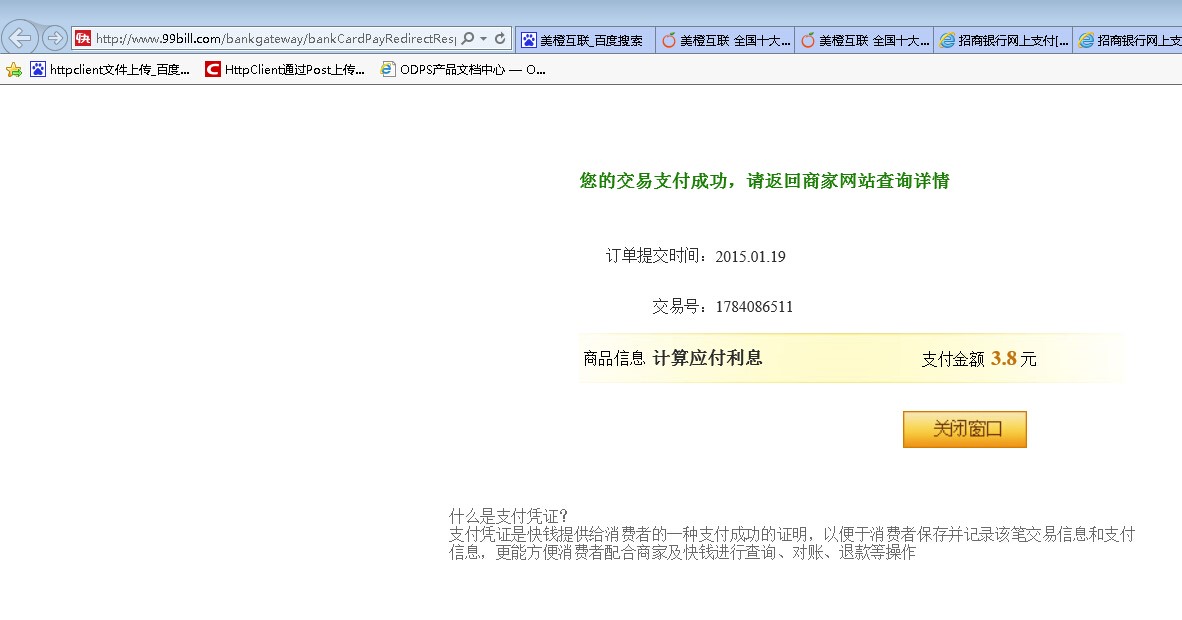 快
http://www.99bill.com/bankgateway/bankCardPayRedirectRes
美橙互联_百度搜索
美橙互联 全国十大...
美橙互联 全国十大...
招商银行网上支付[...
招商银行网上支
httpclient文件上传_百度...
HttpClient通过Post上传...
ODPS产品文档中心 — O...
您的交易支付成功，请返回商家网站查询详情
订单提交时间：2015.01.19
交易号：1784086511
商品信息 计算应付利息 支付金额 3.8 元
关闭窗口
什么是支付凭证?
支付凭证是快钱提供给消费者的一种支付成功的证明，以便于消费者保存并记录该笔交易信息和支付
信息，更能方便消费者配合商家及快钱进行查询、对账、退款等操作